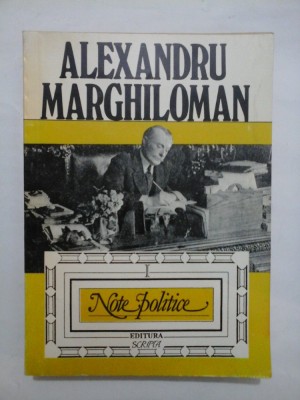 ALEXANDRU
MARGHILOMAN
I
Note politice
EDITURA
SCRIPTA